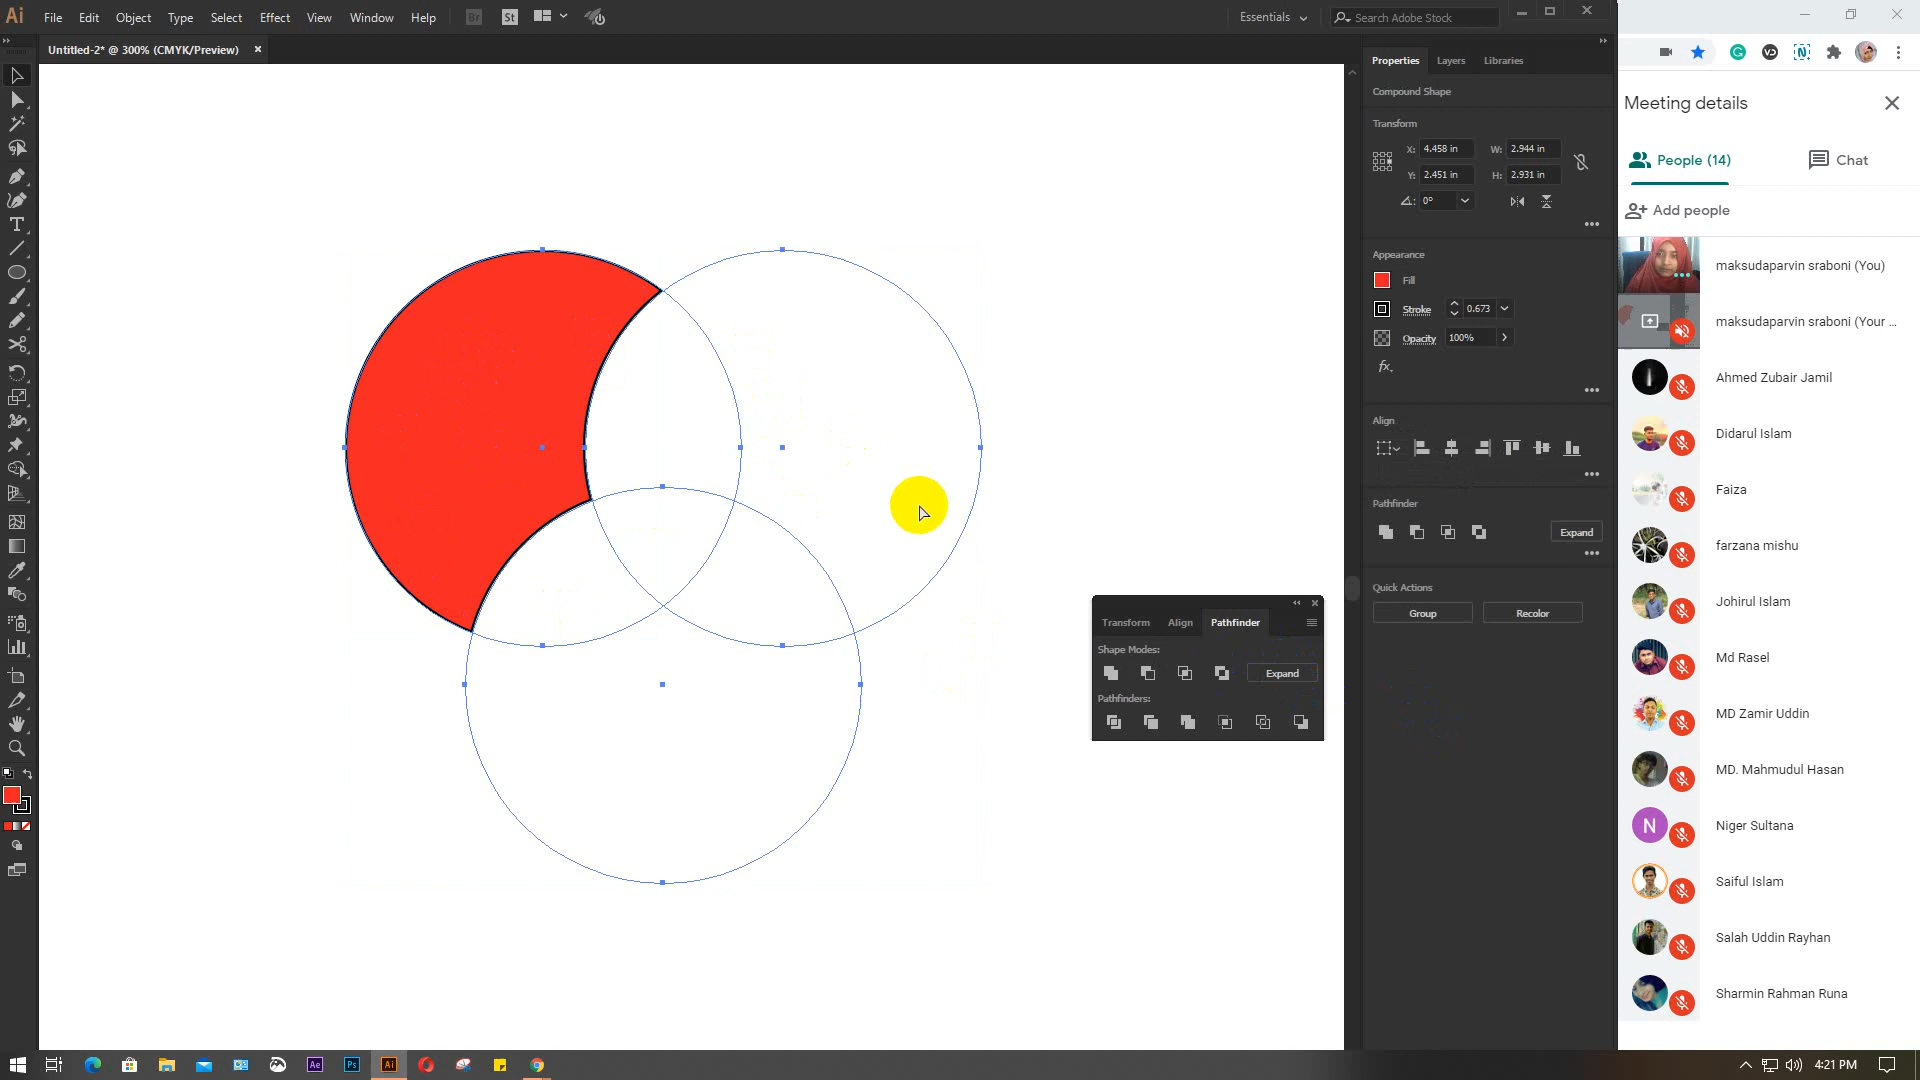 Ai File Edit Object Type Select Effect View Window Help Br St Essentials Search Adobe Stock
Untitled-2* @ 300% (CMYK/Preview) ×
Properties Layers Libraries
Compound Shape
Transform
X: 4.458 in W: 2.944 in
Y: 2.451 in H: 2.931 in
0°
Appearance
Fill
Stroke 0.673
Opacity 100%
fx.
Align
Pathfinder
Expand
Quick Actions
Group Recolor
Transform Align Pathfinder
Shape Modes:
Expand
Pathfinders:
Meeting details
People (14) Chat
Add people
maksudaparvin sraboni (You)
maksudaparvin sraboni (Your ...
Ahmed Zubair Jamil
Didarul Islam
Faiza
farzana mishu
Johirul Islam
Md Rasel
MD Zamir Uddin
MD. Mahmudul Hasan
N Niger Sultana
Saiful Islam
Salah Uddin Rayhan
Sharmin Rahman Runa
Ae Ps Ai 4:21 PM